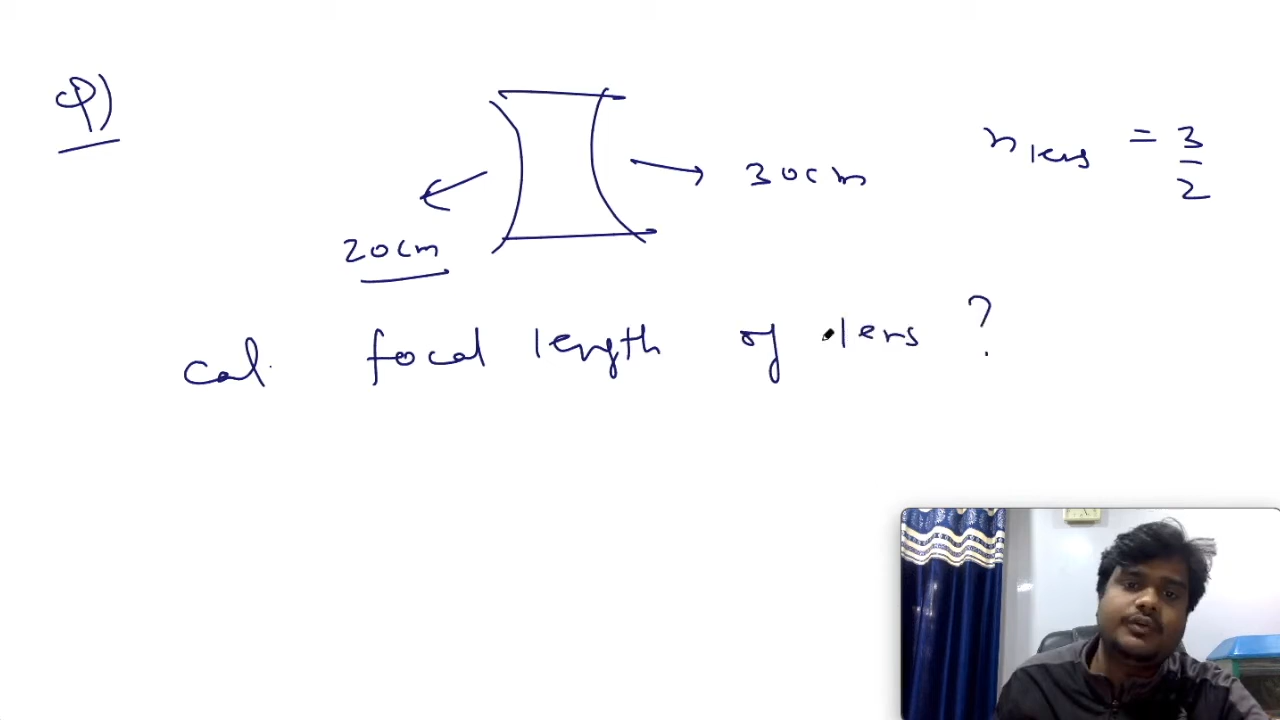 Q)
n lens = 3/2
30cm
20cm
cal. focal length of lens ?